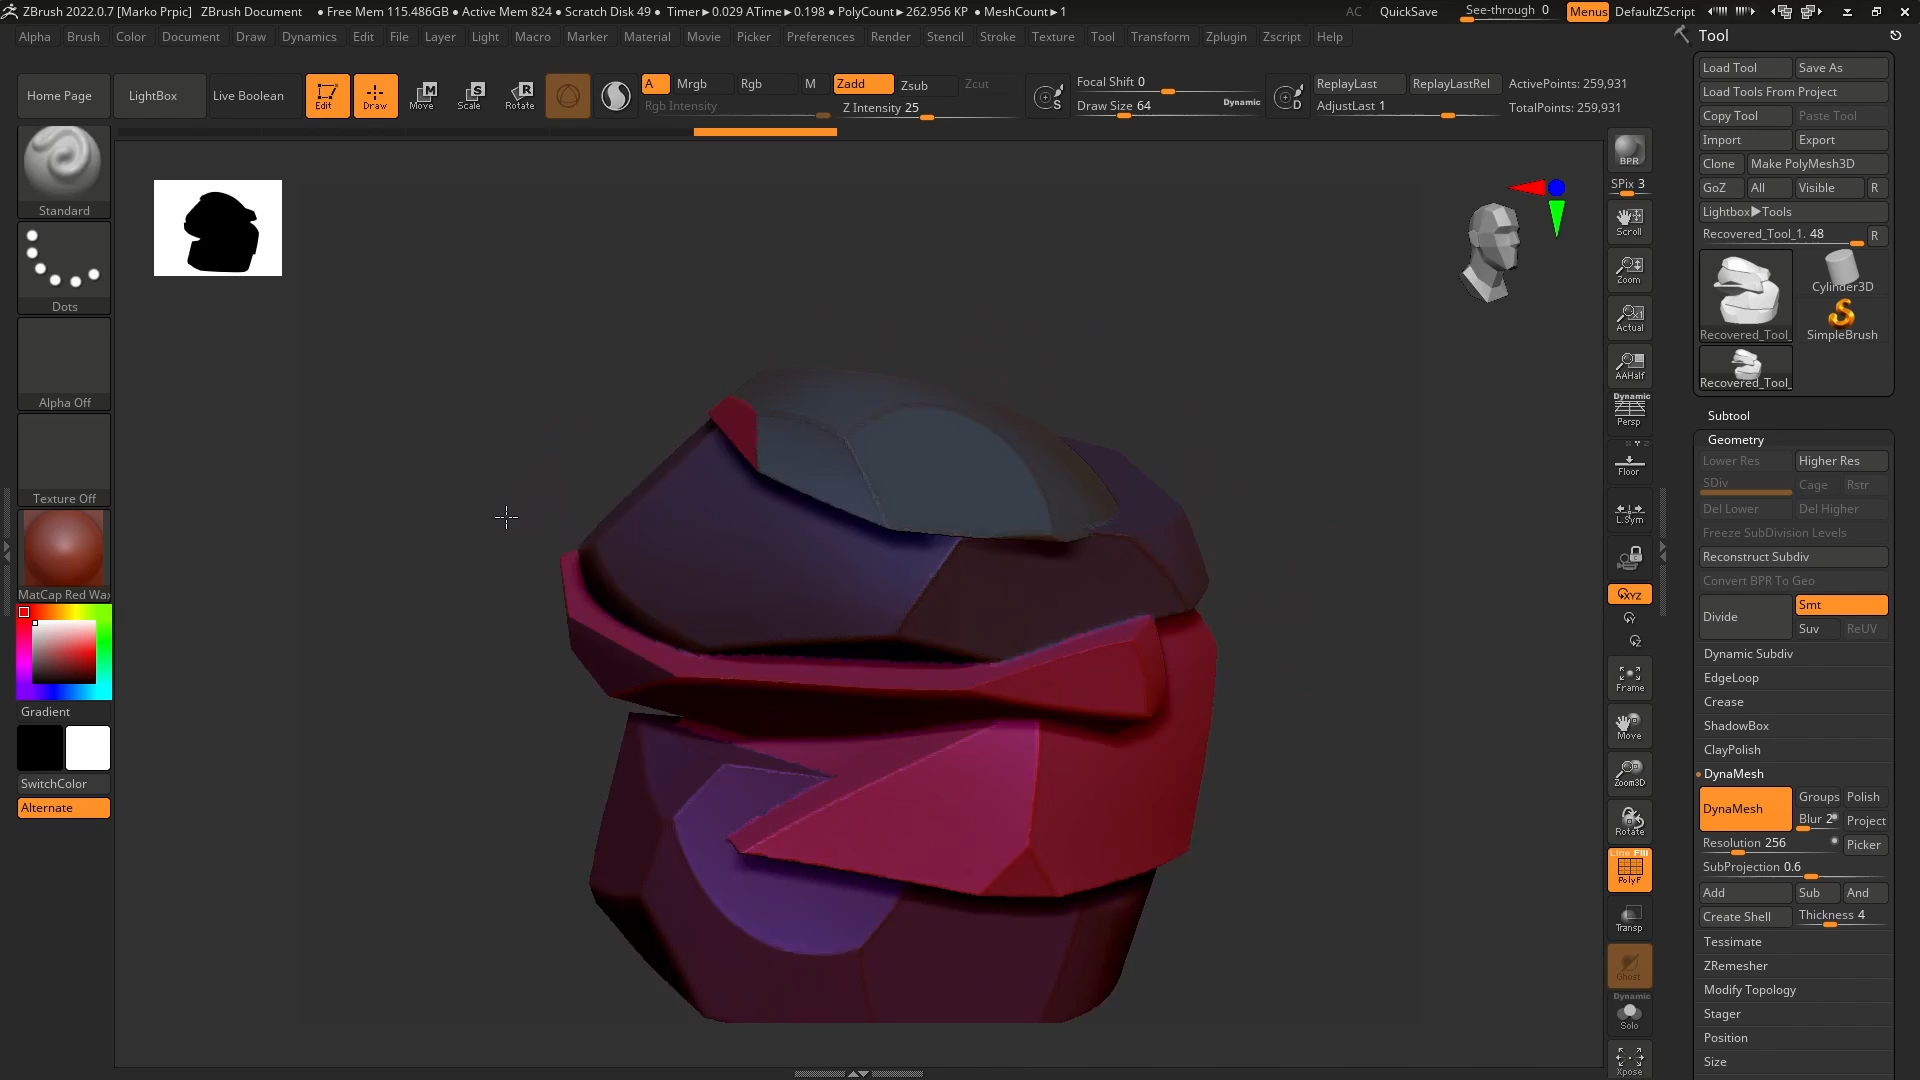 ZBrush 2022.0.7 [Marko Prpic] ZBrush Document ● Free Mem 115.486GB ● Active Mem 824 ● Scratch Disk 49 ● Timer►0.029 ATime►0.198 ● PolyCount►262.956 KP ● MeshCount►1 AC QuickSave See-through 0 Menus DefaultZScript
Alpha Brush Color Document Draw Dynamics Edit File Layer Light Macro Marker Material Movie Picker Preferences Render Stencil Stroke Texture Tool Transform Zplugin Zscript Help
Home Page LightBox Live Boolean Edit Draw Move Scale Rotate A Mrgb Rgb M Zadd Zsub Zcut
Rgb Intensity Z Intensity 25
S Focal Shift 0
Draw Size 64 Dynamic
D ReplayLast ReplayLastRel ActivePoints: 259,931
AdjustLast 1 TotalPoints: 259,931
Standard
Dots
Alpha Off
Texture Off
MatCap Red Wax
Gradient
SwitchColor
Alternate
BPR
SPix 3
Scroll
Zoom
Actual
AAHalf
Dynamic
Persp
Floor
L.Sym
XYZ
Y
Z
Frame
Move
Zoom3D
Rotate
Line Fill
PolyF
Transp
Ghost
Dynamic
Solo
Xpose
Tool
Load Tool Save As
Load Tools From Project
Copy Tool Paste Tool
Import Export
Clone Make PolyMesh3D
GoZ All Visible R
Lightbox►Tools
Recovered_Tool_1. 48 R
Cylinder3D
Recovered_Tool_ SimpleBrush
Recovered_Tool_
Subtool
Geometry
Lower Res Higher Res
SDiv Cage Rstr
Del Lower Del Higher
Freeze SubDivision Levels
Reconstruct Subdiv
Convert BPR To Geo
Divide Smt
Suv ReUV
Dynamic Subdiv
EdgeLoop
Crease
ShadowBox
ClayPolish
DynaMesh
DynaMesh Groups Polish
Blur 2 Project
Resolution 256 Picker
SubProjection 0.6
Add Sub And
Create Shell Thickness 4
Tessimate
ZRemesher
Modify Topology
Stager
Position
Size